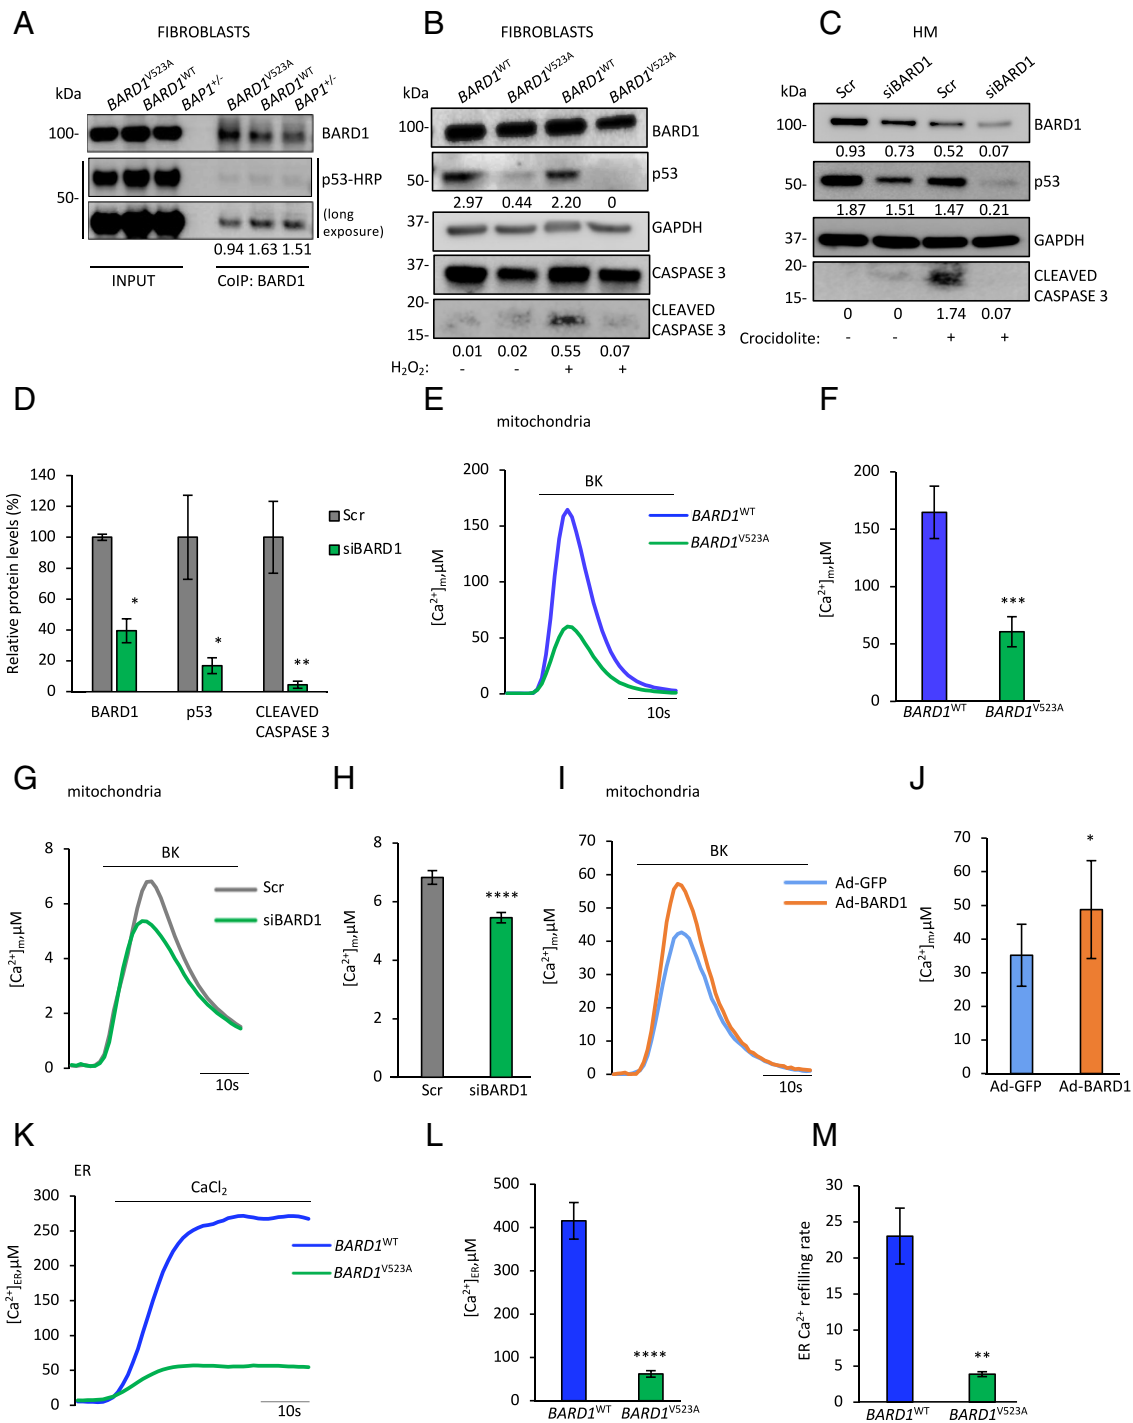 A
FIBROBLASTS
BARD1V523A
BARD1WT
BAP1+/-
BARD1V523A
BARD1WT
BAP1+/-
kDa
100-
BARD1
p53-HRP
50-
(long
exposure)
0.94 1.63 1.51
INPUT
CoIP: BARD1
B
FIBROBLASTS
BARD1WT
BARD1V523A
BARD1WT
BARD1V523A
kDa
100-
BARD1
50-
p53
2.97 0.44 2.20 0
37-
GAPDH
37-
CASPASE 3
20-
15-
CLEAVED
CASPASE 3
0.01 0.02 0.55 0.07
H2O2: - - + +
C
HM
Scr
siBARD1
Scr
siBARD1
kDa
100-
BARD1
0.93 0.73 0.52 0.07
50-
p53
1.87 1.51 1.47 0.21
37-
GAPDH
20-
15-
CLEAVED
CASPASE 3
0 0 1.74 0.07
Crocidolite: - - + +
D
Relative protein levels (%)
140
120
100
80
60
40
20
0
Scr
siBARD1
*
*
**
BARD1
p53
CLEAVED
CASPASE 3
E
mitochondria
[Ca2+]m,µM
200
150
100
50
0
BK
BARD1WT
BARD1V523A
10s
F
[Ca2+]m,µM
200
150
100
50
0
***
BARD1WT
BARD1V523A
G
mitochondria
[Ca2+]m,µM
8
6
4
2
0
BK
Scr
siBARD1
10s
H
[Ca2+]m,µM
8
6
4
2
0
****
Scr
siBARD1
I
mitochondria
[Ca2+]m,µM
70
60
50
40
30
20
10
0
BK
Ad-GFP
Ad-BARD1
10s
J
[Ca2+]m,µM
70
60
50
40
30
20
10
0
*
Ad-GFP
Ad-BARD1
K
ER
[Ca2+]ER,µM
300
250
200
150
100
50
0
CaCl2
BARD1WT
BARD1V523A
10s
L
[Ca2+]ER,µM
500
400
300
200
100
0
****
BARD1WT
BARD1V523A
M
ER Ca2+ refilling rate
30
25
20
15
10
5
0
**
BARD1WT
BARD1V523A